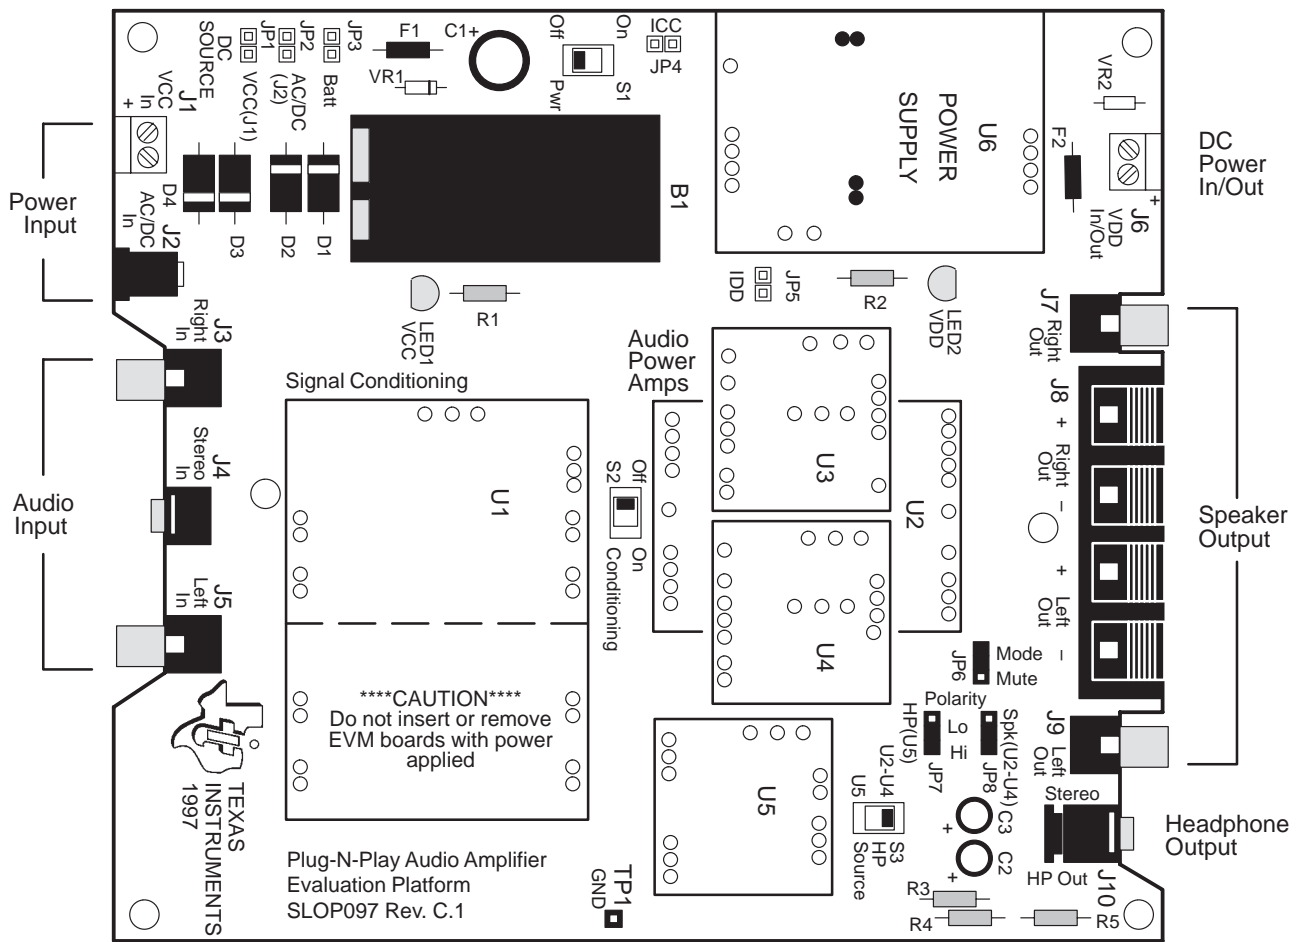 DC
SOURCE
JP1
VCC(J1)
JP2
AC/DC
(J2)
JP3
Batt
F1
VR1
C1+
Off
On
Pwr
S1
ICC
JP4
U6
POWER
SUPPLY
VR2
F2
J1
VCC
In
+
D4
D3
D2
D1
B1
J2
AC/DC
In
Power
Input
DC
Power
In/Out
J6
VDD
In/Out
+
LED1
VCC
R1
JP5
IDD
R2
LED2
VDD
J3
Right
In
J7
Right
Out
Signal Conditioning
Audio
Power
Amps
J4
Stereo
In
Audio
Input
U1
S2
Off
On
Conditioning
U3
U2
J8
+
Right
Out
−
+
Left
Out
−
Speaker
Output
J5
Left
In
U4
JP6
Mode
Mute
Polarity
HP(U5)
Lo
Hi
JP7
Spk(U2-U4)
JP8
J9
Left
Out
****CAUTION****
Do not insert or remove
EVM boards with power
applied
TEXAS
INSTRUMENTS
1997
U5
U2-U4
U5
S3
HP
Source
C3
+
C2
+
Stereo
HP Out
J10
Headphone
Output
Plug-N-Play Audio Amplifier
Evaluation Platform
SLOP097 Rev. C.1
TP1
GND
R3
R4
R5